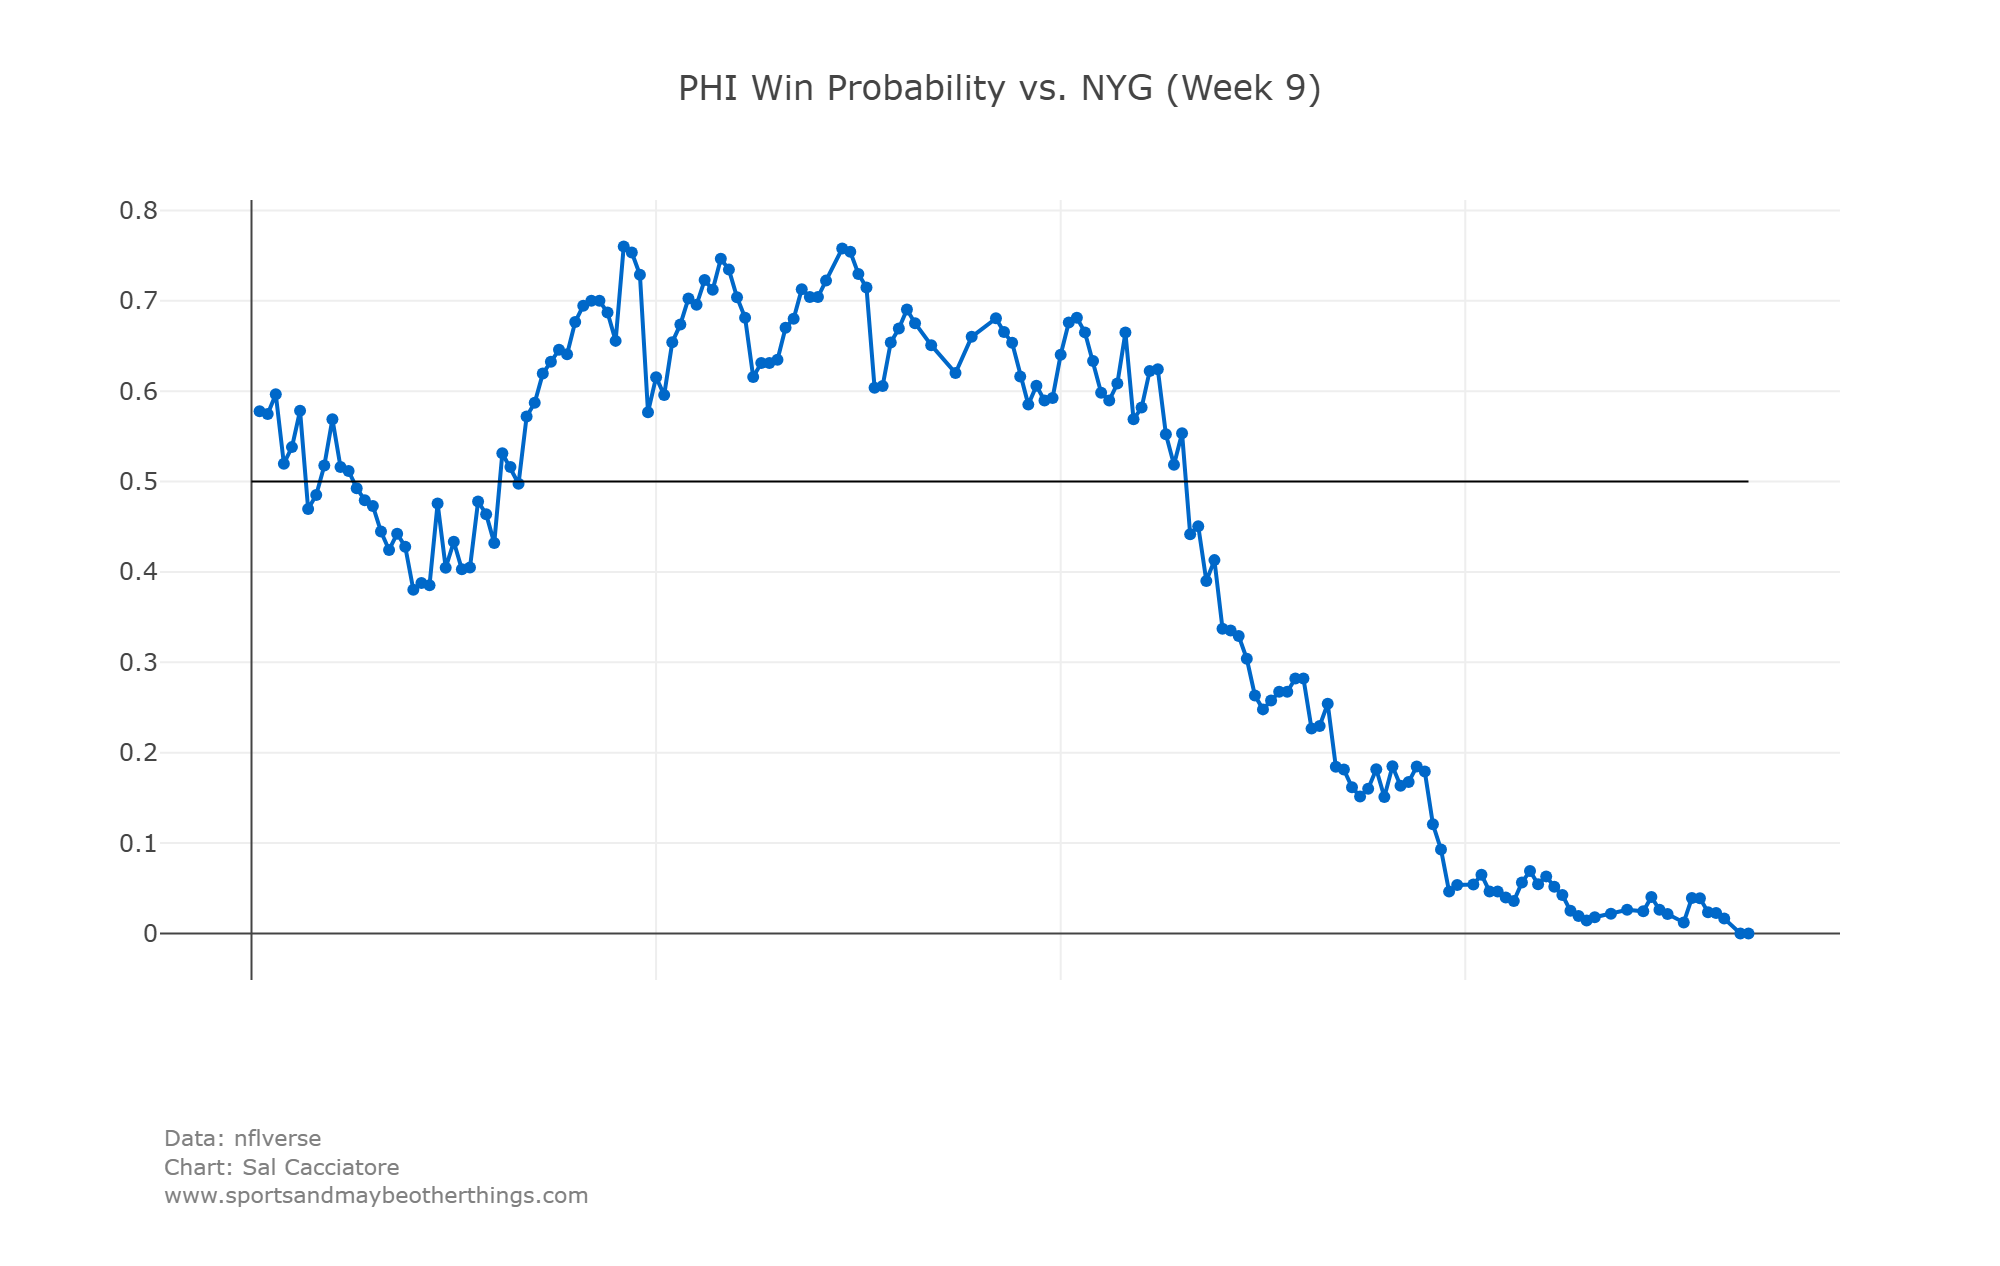 PHI Win Probability vs. NYG (Week 9)
0.8
0.7
0.6
0.5
0.4
0.3
0.2
0.1
0
Data: nflverse
Chart: Sal Cacciatore
www.sportsandmaybeotherthings.com